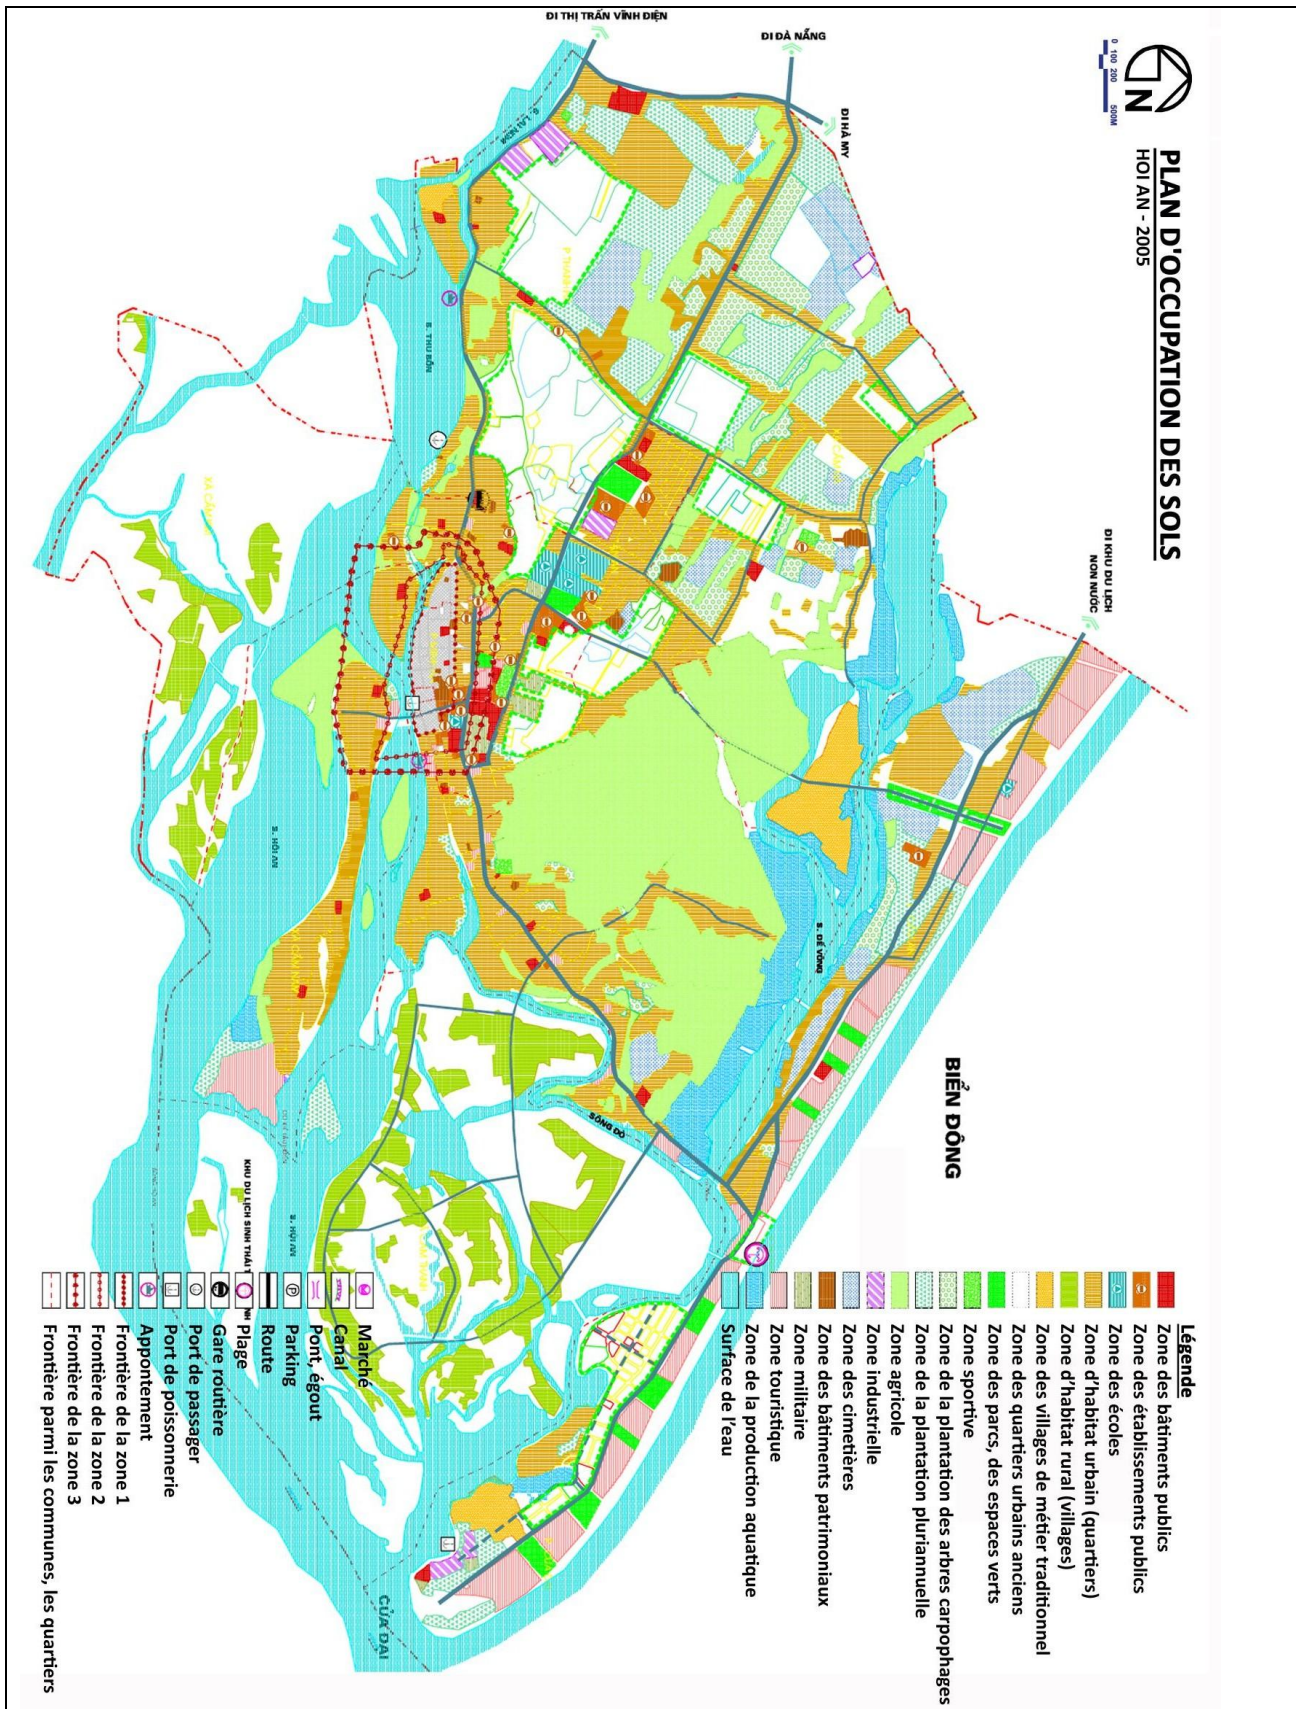 PLAN D'OCCUPATION DES SOLS
HOI AN - 2005
N
0 100 200 500M
ĐI THỊ TRẤN VĨNH ĐIỆN
ĐI ĐÀ NẴNG
ĐI HÀ MY
ĐI KHU DU LỊCH
NON NƯỚC
BIỂN ĐÔNG
S. THU BỒN
S. HỘI AN
S. ĐẾ VÕNG
SÔNG ĐÒ
S. HỘI AN
CỬA ĐẠI
KHU DU LỊCH SINH THÁI
Légende
Zone des bâtiments publics
Zone des établissements publics
Zone des écoles
Zone d'habitat urbain (quartiers)
Zone d'habitat rural (villages)
Zone des villages de métier traditionnel
Zone des quartiers urbains anciens
Zone des parcs, des espaces verts
Zone sportive
Zone de la plantation des arbres carpophages
Zone de la plantation pluriannuelle
Zone agricole
Zone industrielle
Zone des cimetières
Zone des bâtiments patrimoniaux
Zone militaire
Zone touristique
Zone de la production aquatique
Surface de l'eau
Marché
Canal
Pont, égout
Parking
Route
Plage
Gare routière
Port de passager
Port de poissonnerie
Appontement
Frontière de la zone 1
Frontière de la zone 2
Frontière de la zone 3
Frontière parmi les communes, les quartiers